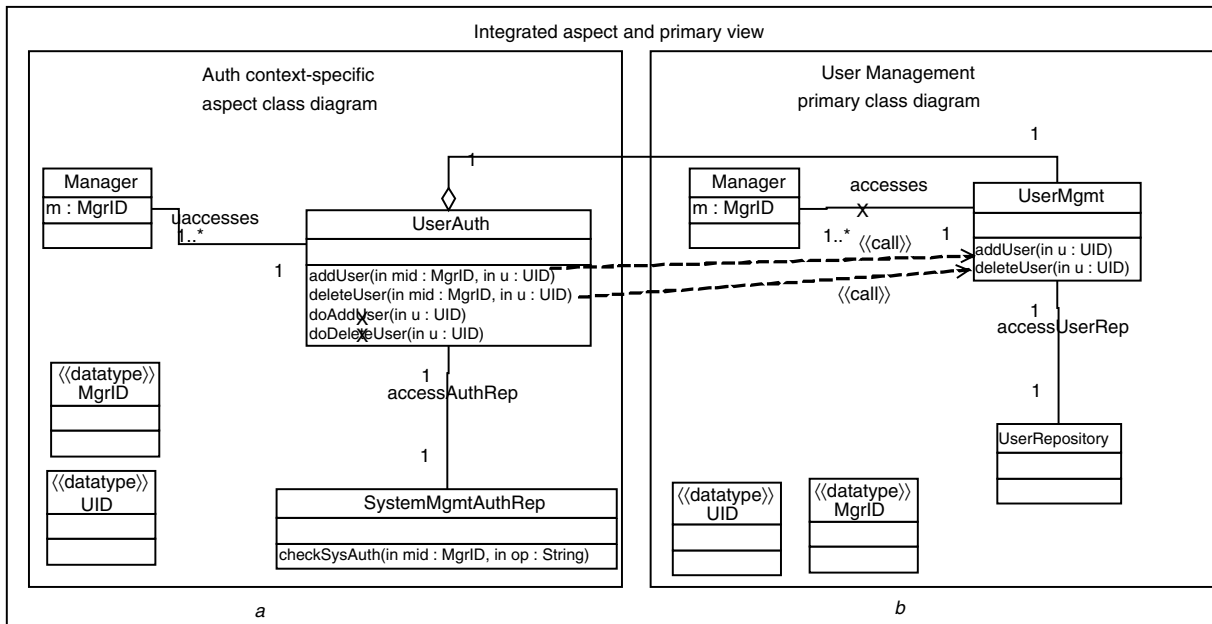 Integrated aspect and primary view
Auth context-specific
aspect class diagram
Manager
m : MgrID
uaccesses
1..*
1
1
UserAuth
addUser(in mid : MgrID, in u : UID)
deleteUser(in mid : MgrID, in u : UID)
doAddUser(in u : UID)
X
doDeleteUser(in u : UID)
X
1
accessAuthRep
1
⟨⟨datatype⟩⟩
MgrID
⟨⟨datatype⟩⟩
UID
SystemMgmtAuthRep
checkSysAuth(in mid : MgrID, in op : String)
a
User Management
primary class diagram
1
Manager
m : MgrID
accesses
X
1..*
1
⟨⟨call⟩⟩
⟨⟨call⟩⟩
UserMgmt
addUser(in u : UID)
deleteUser(in u : UID)
1
accessUserRep
1
UserRepository
⟨⟨datatype⟩⟩
UID
⟨⟨datatype⟩⟩
MgrID
b